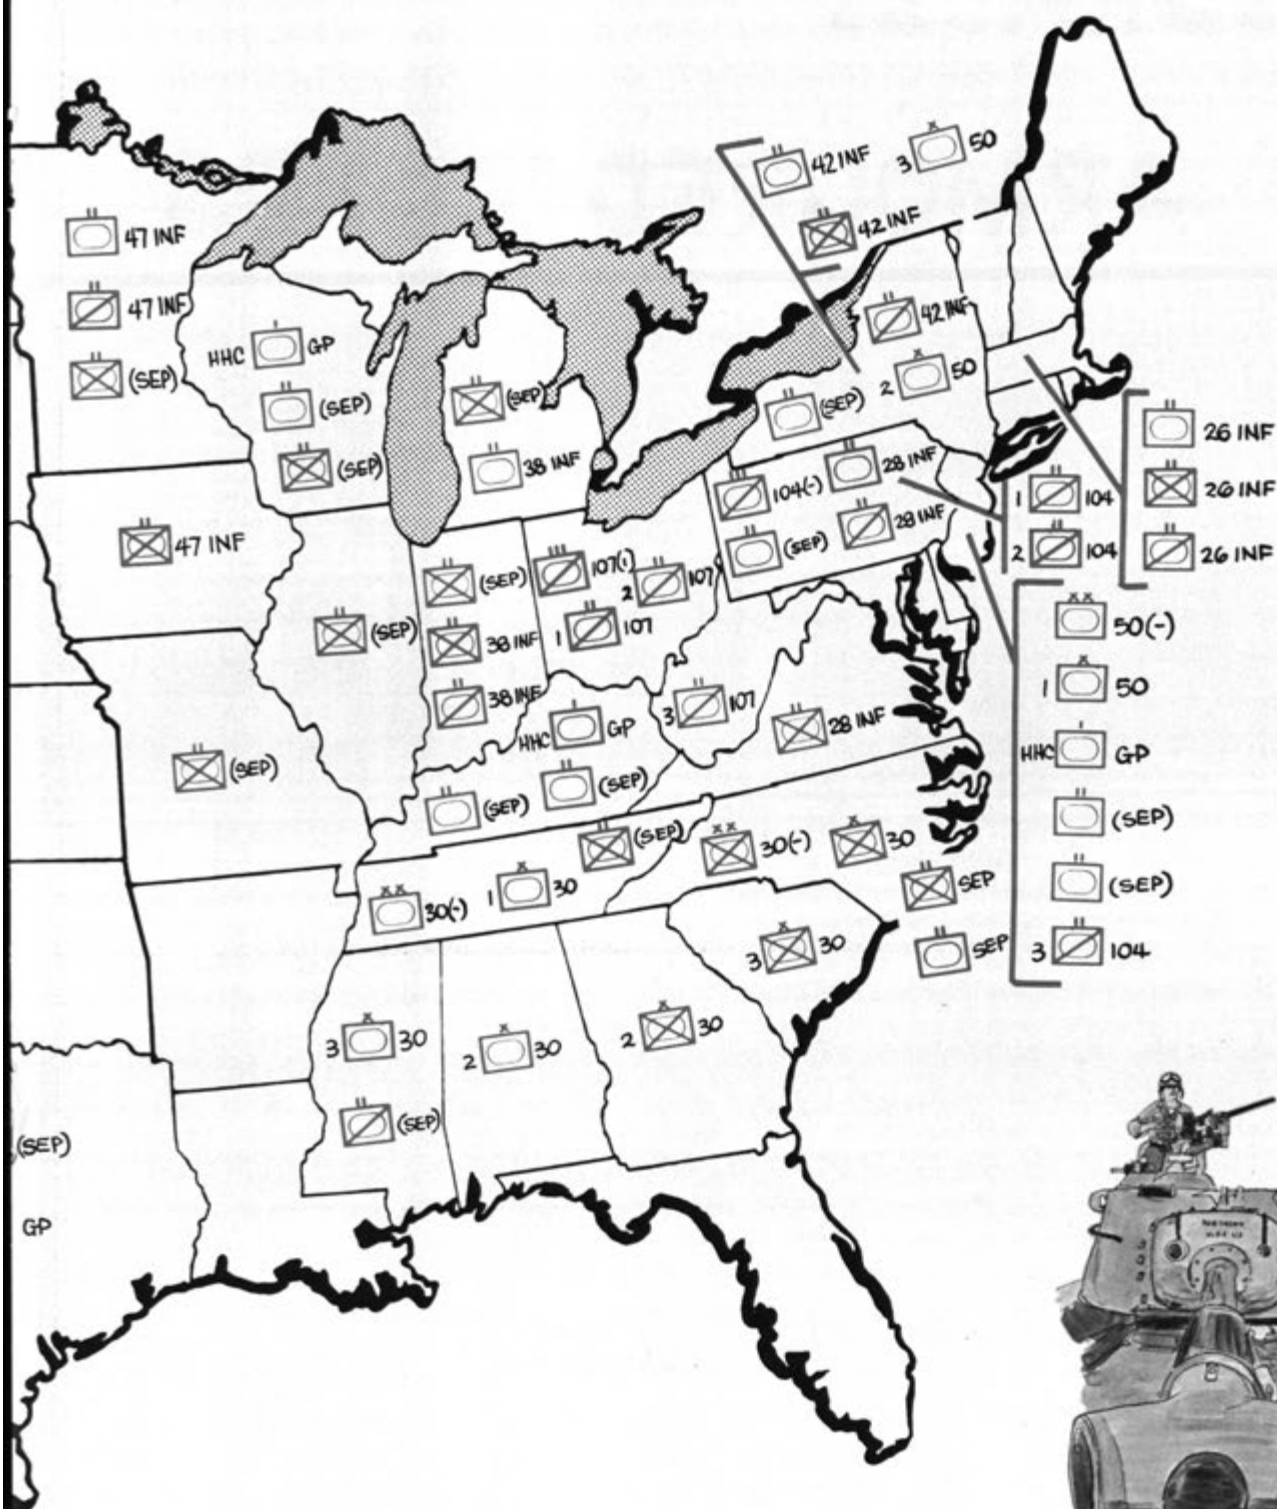 42 INF
3 50
42 INF
47 INF
47 INF
(SEP)
HHC GP
(SEP)
(SEP)
(SEP)
38 INF
42 INF
2 50
(SEP)
28 INF
104(-)
28 INF
(SEP)
1 104
2 104
26 INF
26 INF
26 INF
47 INF
(SEP)
(SEP)
38 INF
38 INF
107(-)
2 107
1 107
3 107
28 INF
50(-)
1 50
HHC GP
(SEP)
(SEP)
3 104
(SEP)
HHC GP
(SEP)
(SEP)
(SEP)
30(-)
30
SEP
SEP
30(-)
1 30
3 30
2 30
3 30
2 30
(SEP)
(SEP)
GP